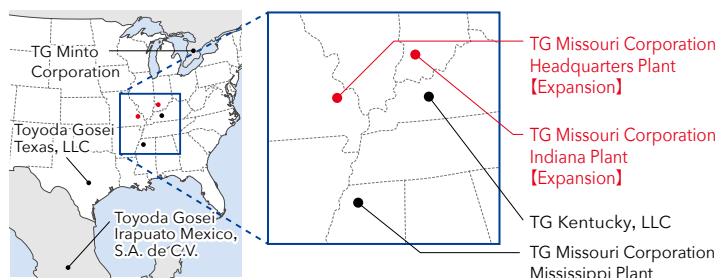 TG Minto
Corporation
Toyoda Gosei
Texas, LLC
Toyoda Gosei
Irapuato Mexico,
S.A. de C.V.
TG Missouri Corporation
Headquarters Plant
【Expansion】
TG Missouri Corporation
Indiana Plant
【Expansion】
TG Kentucky, LLC
TG Missouri Corporation
Mississippi Plant